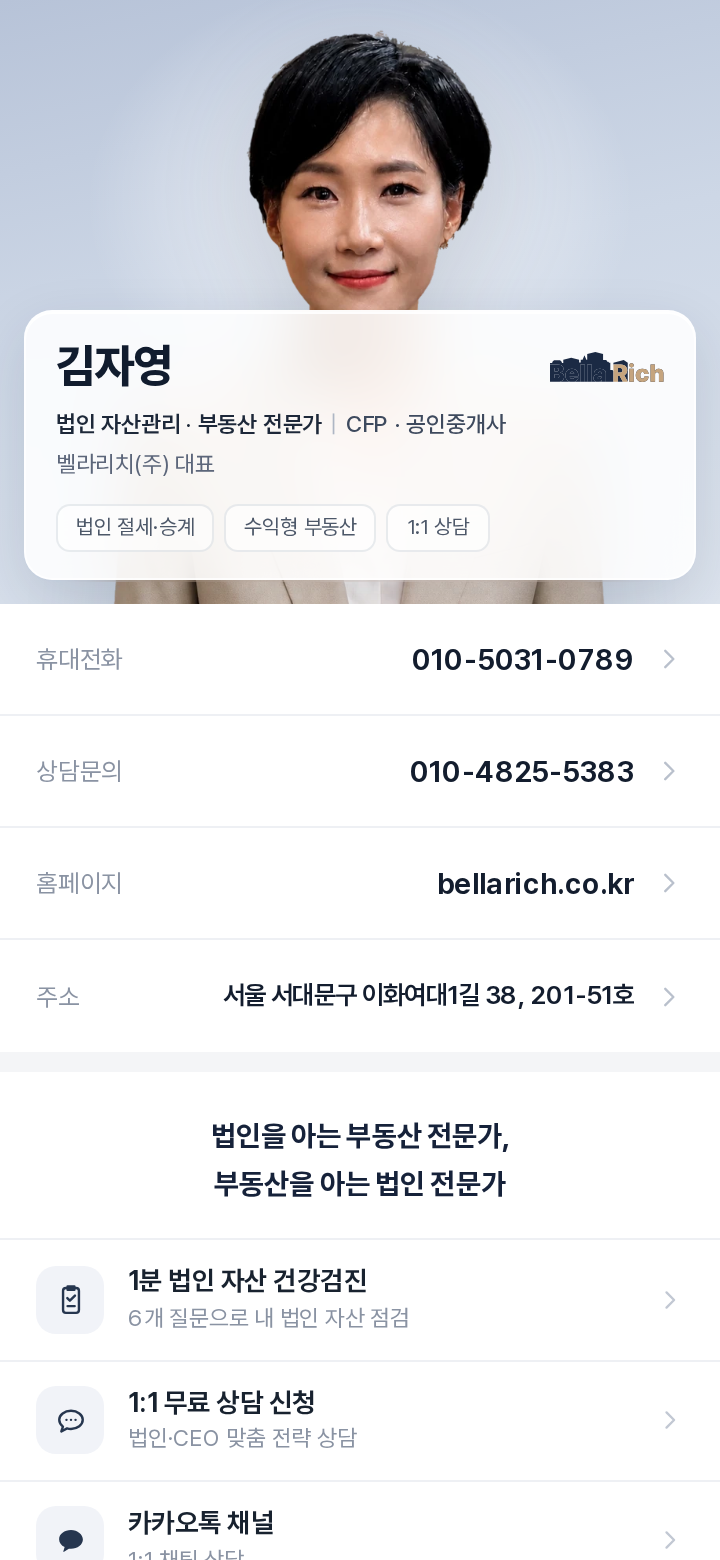 김자영
BellaRich
법인 자산관리 · 부동산 전문가 | CFP · 공인중개사
벨라리치(주) 대표
법인 절세·승계
수익형 부동산
1:1 상담
휴대전화
010-5031-0789
상담문의
010-4825-5383
홈페이지
bellarich.co.kr
주소
서울 서대문구 이화여대1길 38, 201-51호
법인을 아는 부동산 전문가,
부동산을 아는 법인 전문가
1분 법인 자산 건강검진
6개 질문으로 내 법인 자산 점검
1:1 무료 상담 신청
법인·CEO 맞춤 전략 상담
카카오톡 채널
1:1 채팅 상담